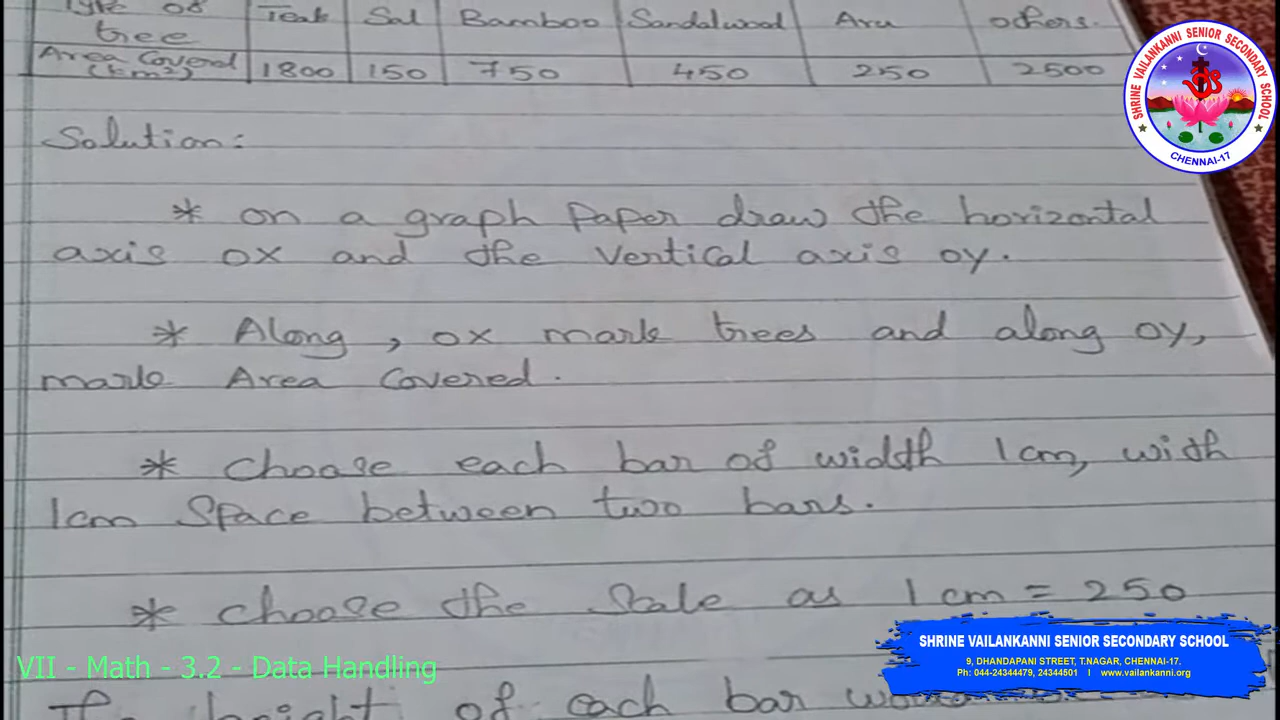 Type of Teak Sal Bamboo Sandalwood Aru others.
tree
Area Covered
(km2) 1800 150 750 450 250 2500
Solution:
* on a graph Paper draw the horizontal
axis ox and the vertical axis oy.
* Along, ox mark trees and along oy,
mark Area Covered.
* choose each bar of width 1cm, with
1cm Space between two bars.
* choose the Scale as 1cm = 250
height of each bar
SHRINE VAILANKANNI SENIOR SECONDARY SCHOOL
CHENNAI-17
VII - Math - 3.2 - Data Handling
SHRINE VAILANKANNI SENIOR SECONDARY SCHOOL
9, DHANDAPANI STREET, T.NAGAR, CHENNAI-17.
Ph: 044-24344479, 24344501 I www.vailankanni.org